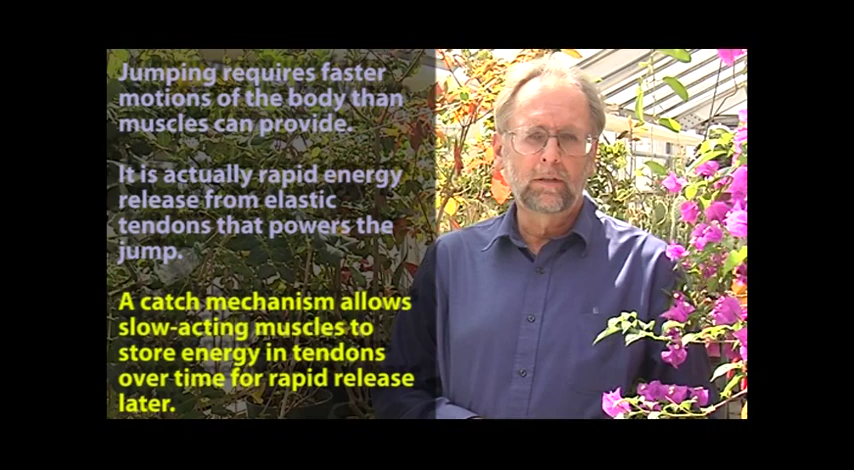 Jumping requires faster
motions of the body than
muscles can provide.
It is actually rapid energy
release from elastic
tendons that powers the
jump.
A catch mechanism allows
slow-acting muscles to
store energy in tendons
over time for rapid release
later.